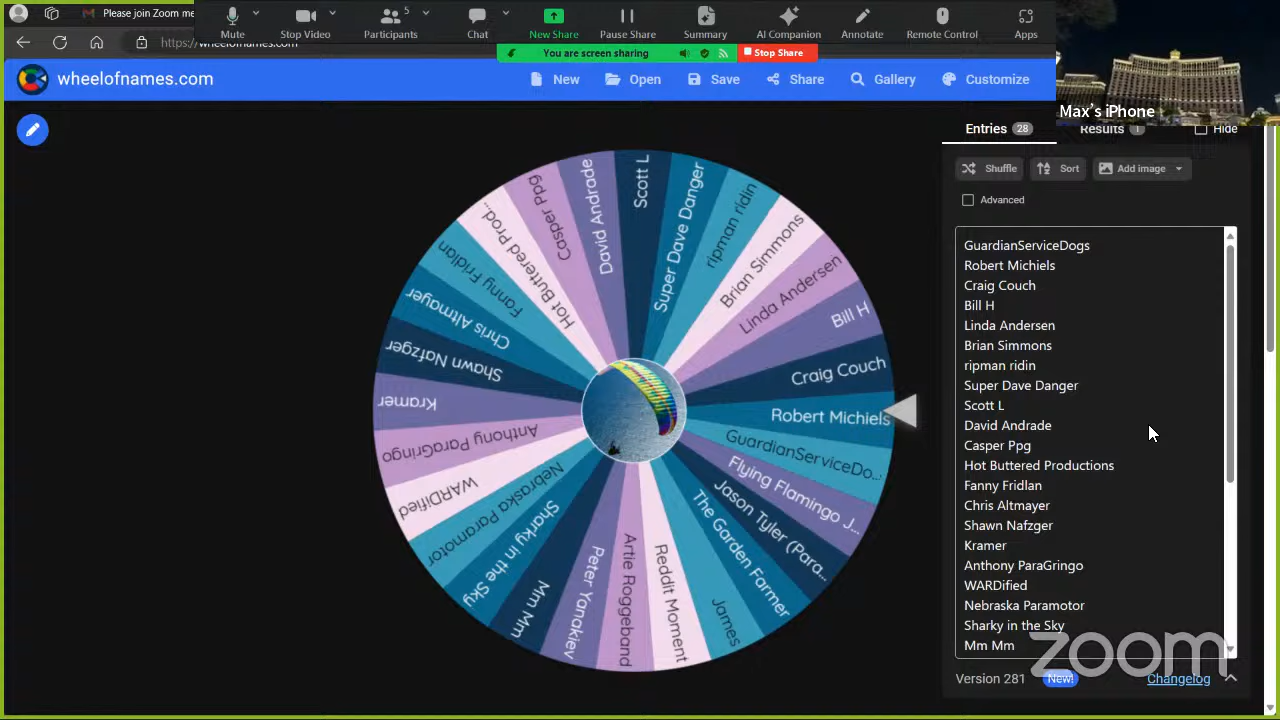 Please join Zoom me
Mute
Stop Video
5
Participants
Chat
New Share
Pause Share
Summary
AI Companion
Annotate
Remote Control
Apps
You are screen sharing
Stop Share
https://wheelofnames.com
wheelofnames.com
New
Open
Save
Share
Gallery
Customize
Max's iPhone
Entries 28
Results 1
Hide
Shuffle
Sort
Add image
Advanced
GuardianServiceDogs
Robert Michiels
Craig Couch
Bill H
Linda Andersen
Brian Simmons
ripman ridin
Super Dave Danger
Scott L
David Andrade
Casper Ppg
Hot Buttered Productions
Fanny Fridlan
Chris Altmayer
Shawn Nafzger
Kramer
Anthony ParaGringo
WARDified
Nebraska Paramotor
Sharky in the Sky
Mm Mm
Version 281
New!
Changelog
zoom
Scott L
Super Dave Danger
ripman ridin
Brian Simmons
Linda Andersen
Bill H
Craig Couch
Robert Michiels
GuardianServiceDo...
Flying Flamingo J...
Jason Tyler (Para...
The Garden Farmer
James
Reddit Moment
Artie Roggeband
Peter Yanakiev
Mm Mm
Sharky in the Sky
Nebraska Paramotor
WARDified
Anthony ParaGringo
Kramer
Shawn Nafzger
Chris Altmayer
Fanny Fridlan
Hot Buttered Prod...
Casper Ppg
David Andrade